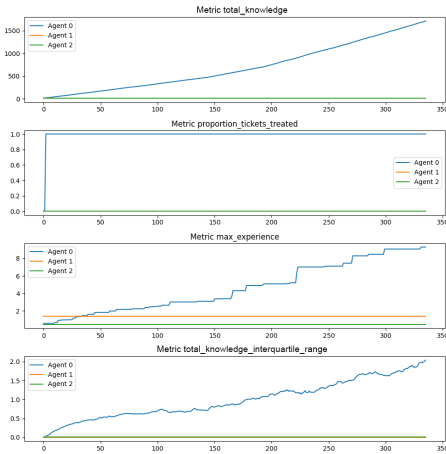 Metric total_knowledge
1500
1000
500
0
Agent 0
Agent 1
Agent 2
0 50 100 150 200 250 300 350
Metric proportion_tickets_treated
1.0
0.8
0.6
0.4
0.2
0.0
Agent 0
Agent 1
Agent 2
0 50 100 150 200 250 300 350
Metric max_experience
8
6
4
2
Agent 0
Agent 1
Agent 2
0 50 100 150 200 250 300 350
Metric total_knowledge_interquartile_range
2.0
1.5
1.0
0.5
0.0
Agent 0
Agent 1
Agent 2
0 50 100 150 200 250 300 350